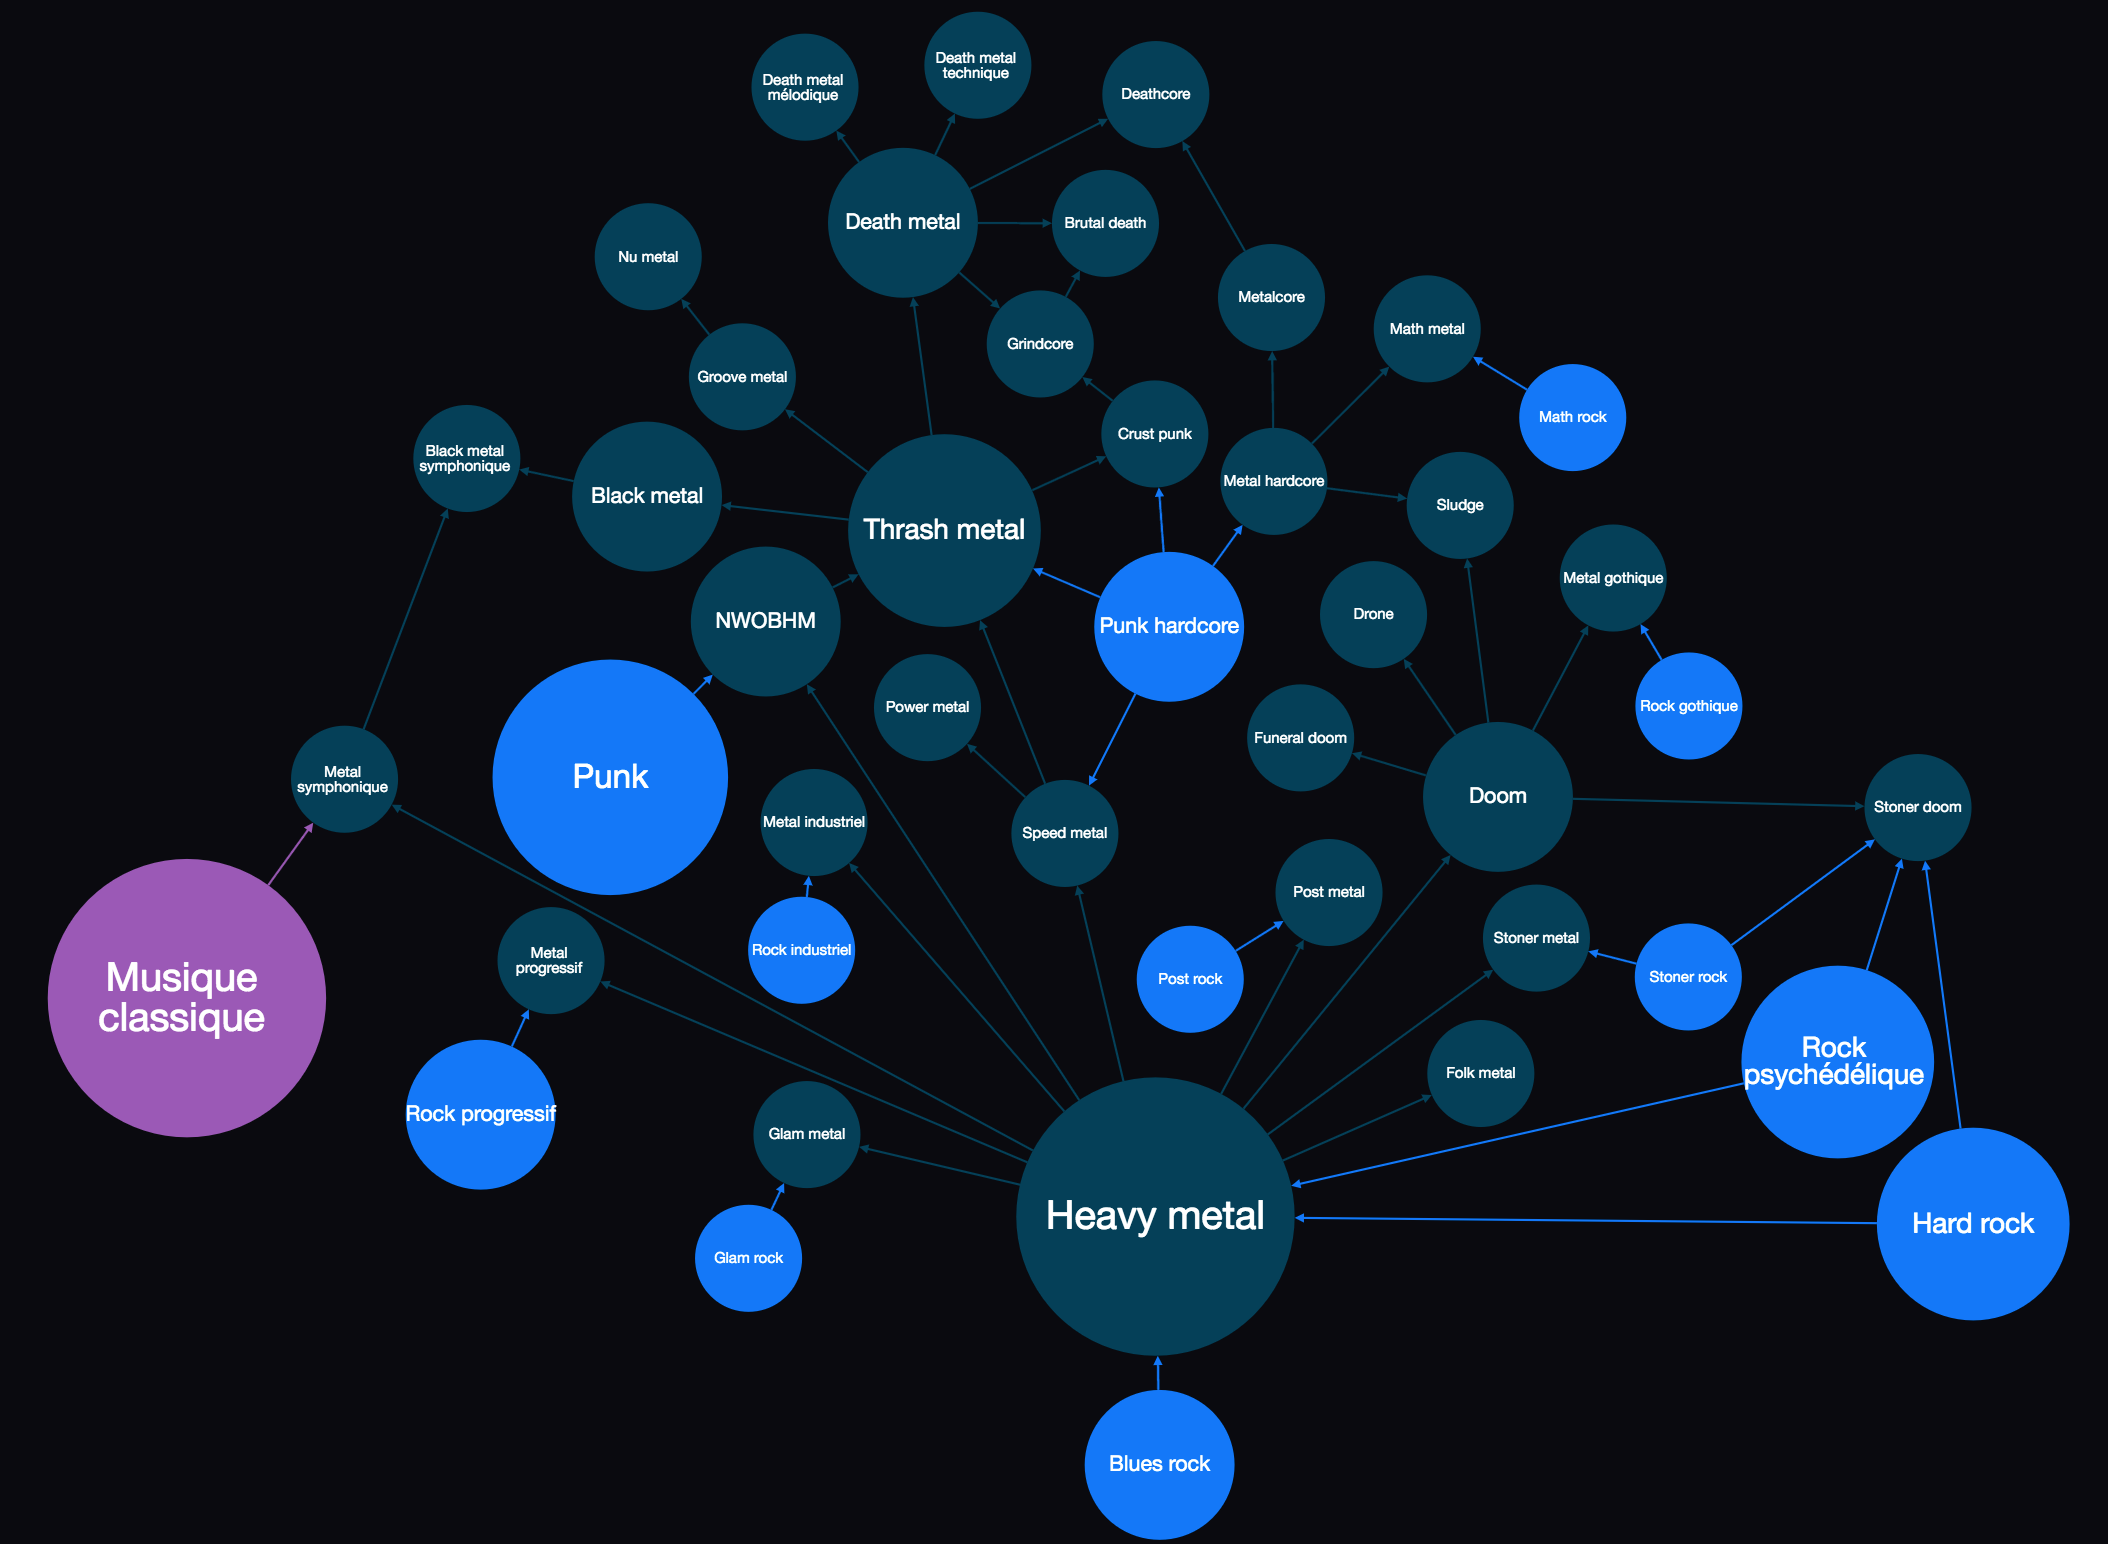 Death metal
technique
Death metal
mélodique
Deathcore
Death metal
Brutal death
Nu metal
Metalcore
Math metal
Grindcore
Groove metal
Math rock
Crust punk
Black metal
symphonique
Metal hardcore
Black metal
Sludge
Thrash metal
Metal gothique
Drone
NWOBHM
Punk hardcore
Rock gothique
Power metal
Funeral doom
Punk
Metal
symphonique
Doom
Stoner doom
Metal industriel
Speed metal
Post metal
Stoner metal
Rock industriel
Metal
progressif
Post rock
Stoner rock
Musique
classique
Rock
psychédélique
Folk metal
Rock progressif
Glam metal
Heavy metal
Hard rock
Glam rock
Blues rock